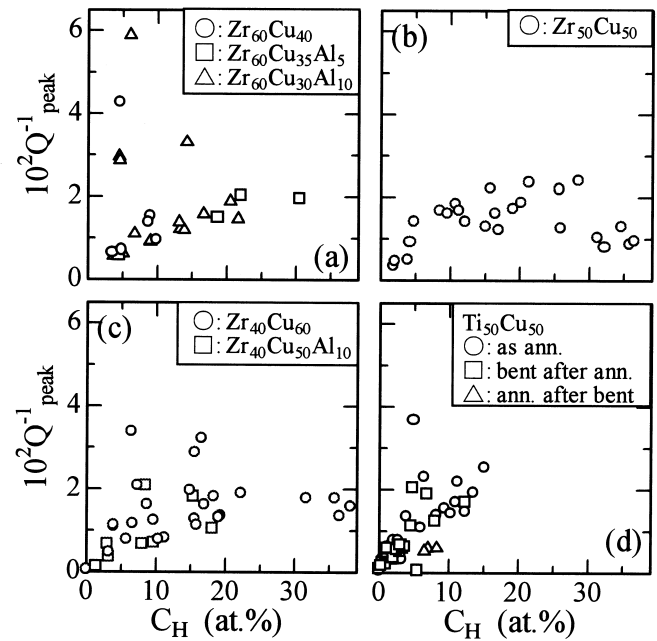 6
4
2
0
10²Q⁻¹peak
○: Zr₆₀Cu₄₀
□: Zr₆₀Cu₃₅Al₅
△: Zr₆₀Cu₃₀Al₁₀
(a)
(b)
○: Zr₅₀Cu₅₀
6
4
2
0
10²Q⁻¹peak
(c)
○: Zr₄₀Cu₆₀
□: Zr₄₀Cu₅₀Al₁₀
0 10 20 30
C_H (at.%)
Ti₅₀Cu₅₀
○: as ann.
□: bent after ann.
△: ann. after bent
(d)
0 10 20 30
C_H (at.%)